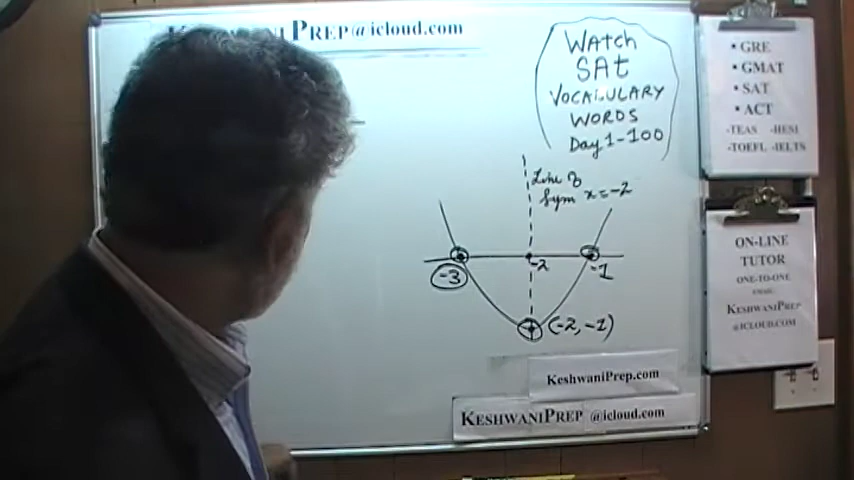 PREP@icloud.com
WATCH
SAT
VOCABULARY
WORDS
Day 1-100
• GRE
• GMAT
• SAT
• ACT
-TEAS -HESI
-TOEFL -IELTS
Line of
Sym x=-2
-3
-2
-1
(-2,-1)
ON-LINE
TUTOR
ONE-TO-ONE
EMAIL
KESHWANIPREP
@ICLOUD.COM
KESHWANIPREP.COM
KESHWANIPREP @icloud.com